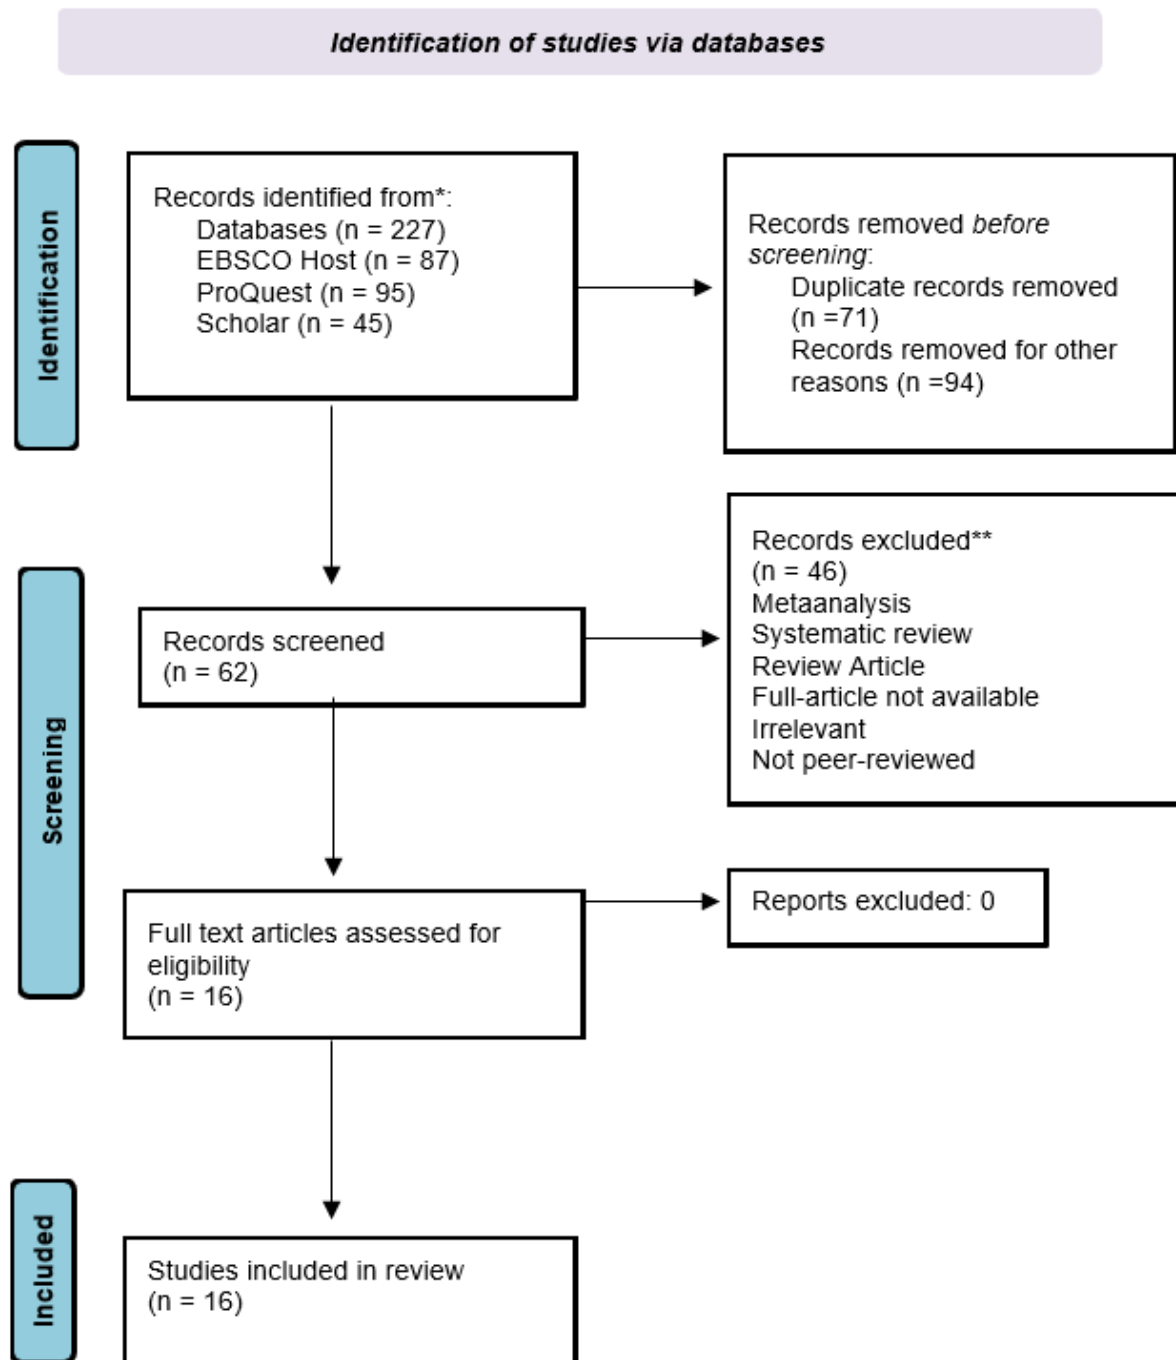 Identification of studies via databases
Identification
Records identified from*:
Databases (n = 227)
EBSCO Host (n = 87)
ProQuest (n = 95)
Scholar (n = 45)
Records removed before
screening:
Duplicate records removed
(n =71)
Records removed for other
reasons (n =94)
Screening
Records screened
(n = 62)
Records excluded**
(n = 46)
Metaanalysis
Systematic review
Review Article
Full-article not available
Irrelevant
Not peer-reviewed
Full text articles assessed for
eligibility
(n = 16)
Reports excluded: 0
Included
Studies included in review
(n = 16)